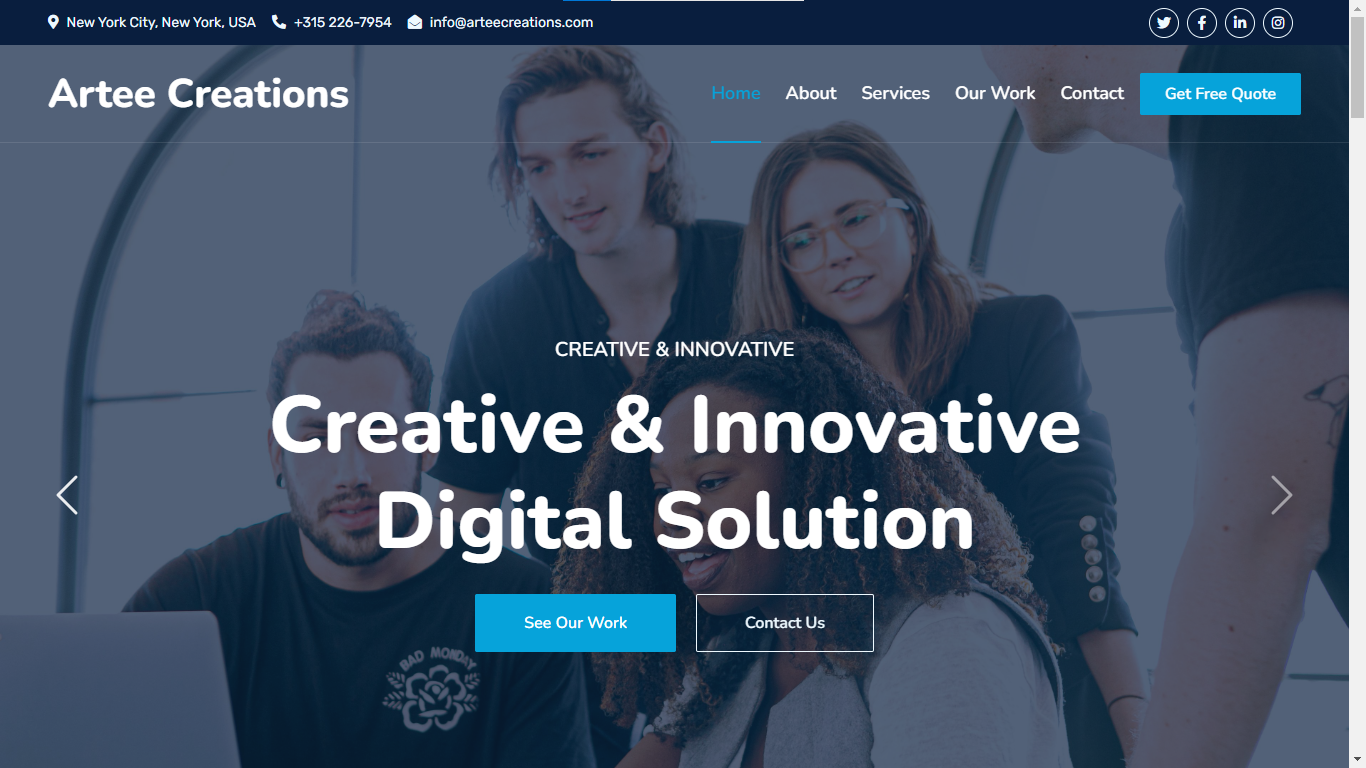 New York City, New York, USA +315 226-7954 info@arteecreations.com
Artee Creations
Home About Services Our Work Contact Get Free Quote
CREATIVE & INNOVATIVE
Creative & Innovative
Digital Solution
See Our Work Contact Us
BAD MONDAY